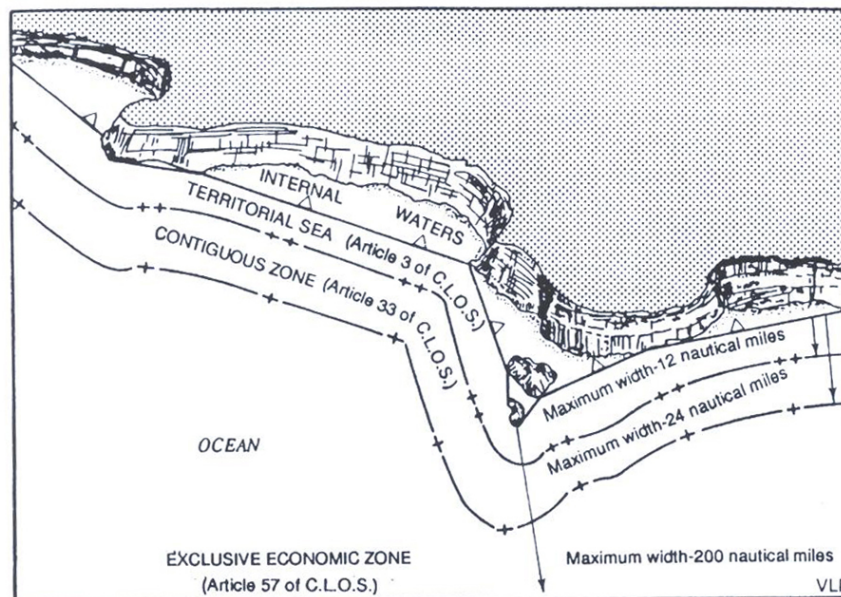 INTERNAL WATERS
TERRITORIAL SEA (Article 3 of C.L.O.S.)
CONTIGUOUS ZONE (Article 33 of C.L.O.S.)
Maximum width-12 nautical miles
Maximum width-24 nautical miles
OCEAN
EXCLUSIVE ECONOMIC ZONE
(Article 57 of C.L.O.S.)
Maximum width-200 nautical miles